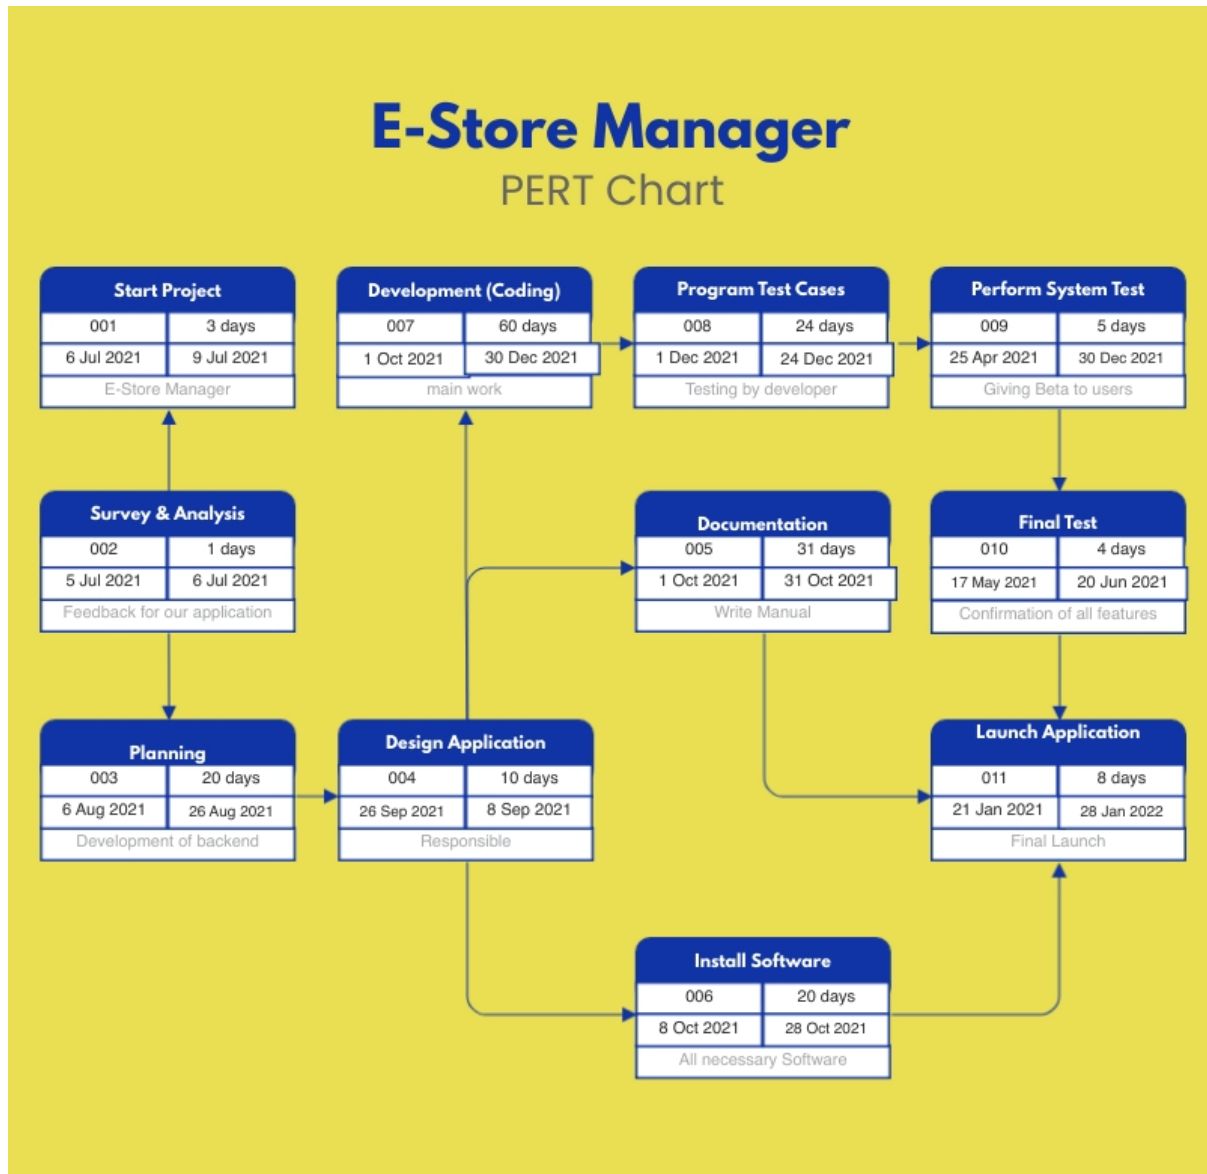 E-Store Manager
PERT Chart
Start Project
001 3 days
6 Jul 2021 9 Jul 2021
E-Store Manager
Development (Coding)
007 60 days
1 Oct 2021 30 Dec 2021
main work
Program Test Cases
008 24 days
1 Dec 2021 24 Dec 2021
Testing by developer
Perform System Test
009 5 days
25 Apr 2021 30 Dec 2021
Giving Beta to users
Survey & Analysis
002 1 days
5 Jul 2021 6 Jul 2021
Feedback for our application
Documentation
005 31 days
1 Oct 2021 31 Oct 2021
Write Manual
Final Test
010 4 days
17 May 2021 20 Jun 2021
Confirmation of all features
Planning
003 20 days
6 Aug 2021 26 Aug 2021
Development of backend
Design Application
004 10 days
26 Sep 2021 8 Sep 2021
Responsible
Launch Application
011 8 days
21 Jan 2021 28 Jan 2022
Final Launch
Install Software
006 20 days
8 Oct 2021 28 Oct 2021
All necessary Software